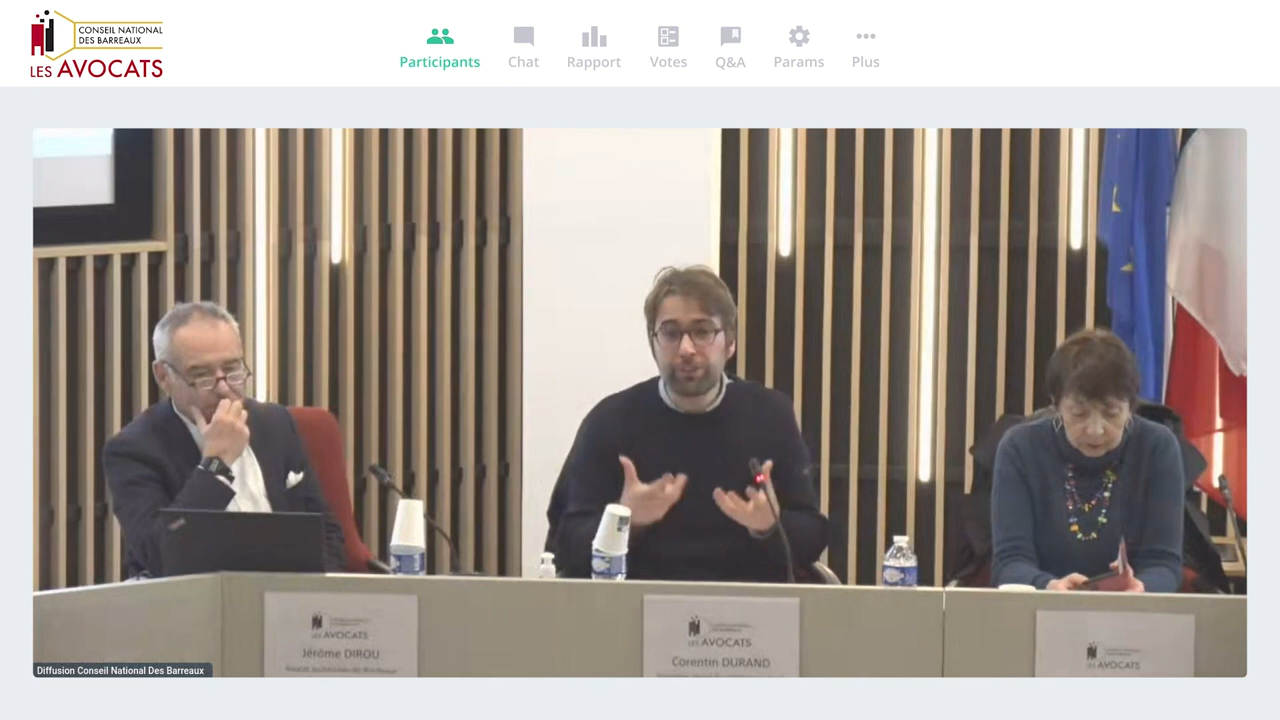 CONSEIL NATIONAL
DES BARREAUX
LES AVOCATS
Participants
Chat
Rapport
Votes
Q&A
Params
Plus
LES AVOCATS
Jérôme DIROU
LES AVOCATS
Corentin DURAND
LES AVOCATS
Diffusion Conseil National Des Barreaux